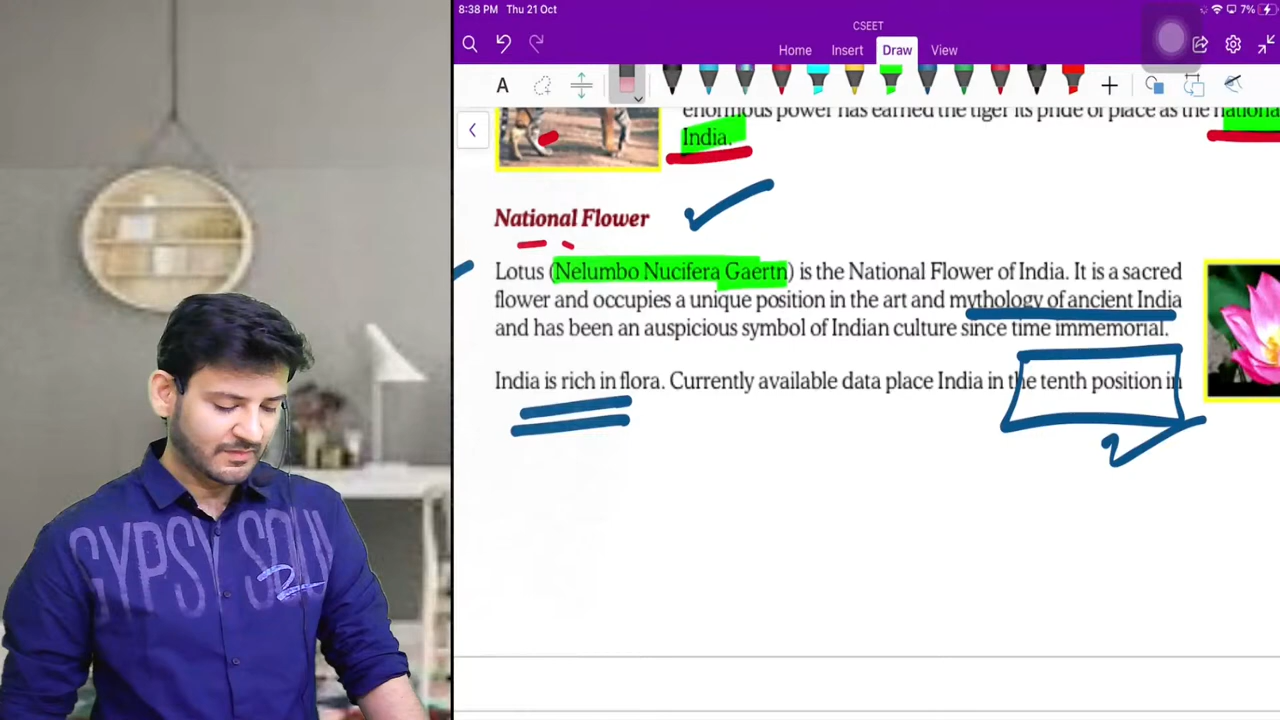 8:38 PM Thu 21 Oct
7%
CSEET
Home Insert Draw View
A
enormous power has earned the tiger its pride of place as the national
India.
National Flower
Lotus (Nelumbo Nucifera Gaertn) is the National Flower of India. It is a sacred
flower and occupies a unique position in the art and mythology of ancient India
and has been an auspicious symbol of Indian culture since time immemorial.
India is rich in flora. Currently available data place India in the tenth position in
GYPSY SOUL